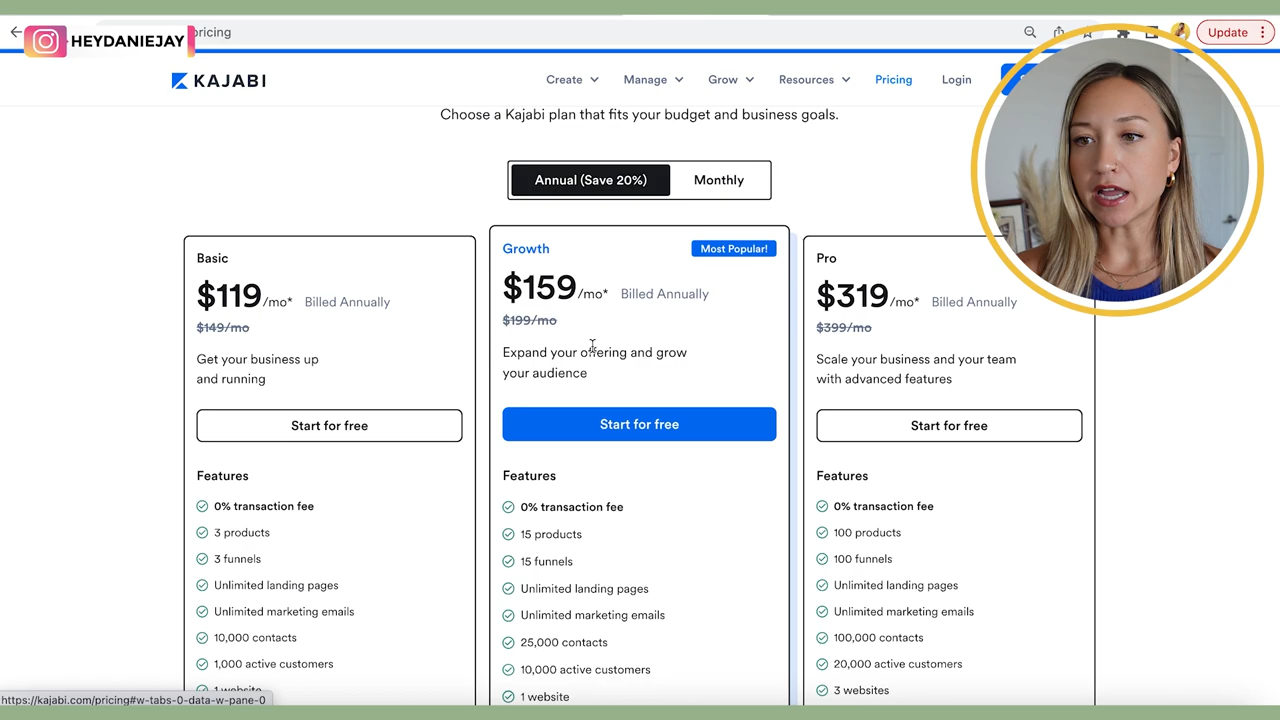 HEYDANIEJAY
pricing
Update
KAJABI
Create
Manage
Grow
Resources
Pricing
Login
Choose a Kajabi plan that fits your budget and business goals.
Annual (Save 20%)
Monthly
Basic
$119/mo* Billed Annually
$149/mo
Get your business up
and running
Start for free
Features
0% transaction fee
3 products
3 funnels
Unlimited landing pages
Unlimited marketing emails
10,000 contacts
1,000 active customers
1 website
Growth
Most Popular!
$159/mo* Billed Annually
$199/mo
Expand your offering and grow
your audience
Start for free
Features
0% transaction fee
15 products
15 funnels
Unlimited landing pages
Unlimited marketing emails
25,000 contacts
10,000 active customers
1 website
Pro
$319/mo* Billed Annually
$399/mo
Scale your business and your team
with advanced features
Start for free
Features
0% transaction fee
100 products
100 funnels
Unlimited landing pages
Unlimited marketing emails
100,000 contacts
20,000 active customers
3 websites
https://kajabi.com/pricing#w-tabs-0-data-w-pane-0